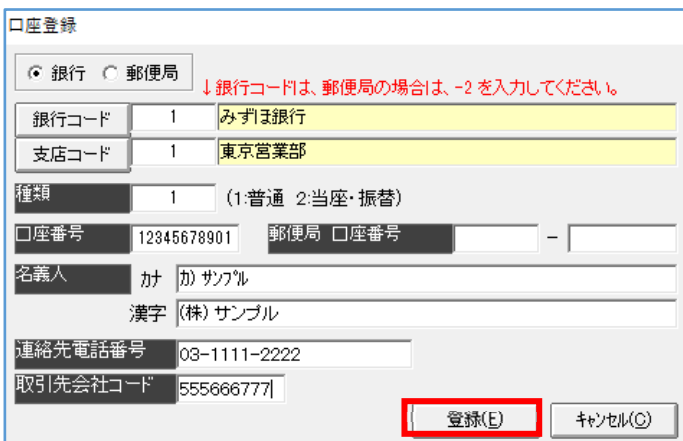 口座登録
銀行 郵便局
↓銀行コードは、郵便局の場合は、-2 を入力してください。
銀行コード 1 みずほ銀行
支店コード 1 東京営業部
種類 1 (1:普通 2:当座・振替)
口座番号 12345678901 郵便局 口座番号 -
名義人 カナ カ)サンプル
漢字 (株)サンプル
連絡先電話番号 03-1111-2222
取引先会社コード 555666777
登録(E) キャンセル(C)